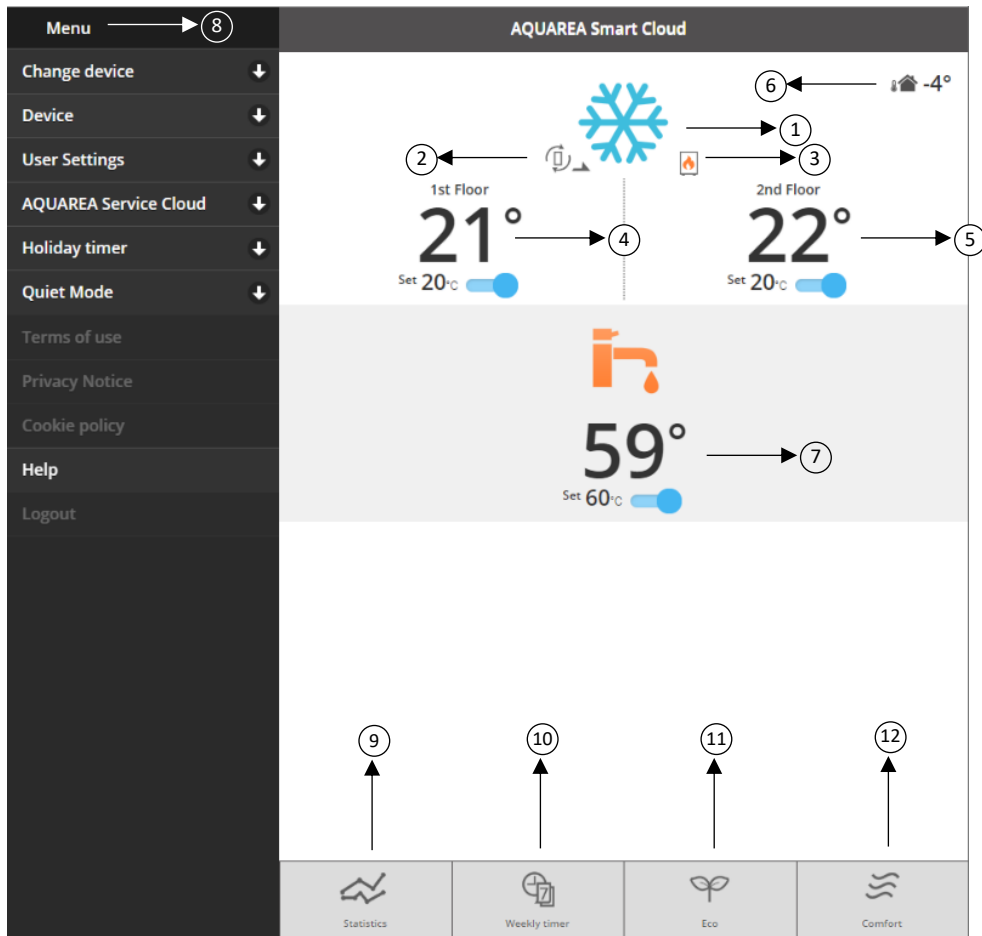 Menu
8
AQUAREA Smart Cloud
Change device
Device
User Settings
AQUAREA Service Cloud
Holiday timer
Quiet Mode
Terms of use
Privacy Notice
Cookie policy
Help
Logout
6
-4°
1
2
3
1st Floor
21°
4
Set 20°C
2nd Floor
22°
5
Set 20°C
59°
7
Set 60°C
9
10
11
12
Statistics
7
Weekly timer
Eco
Comfort